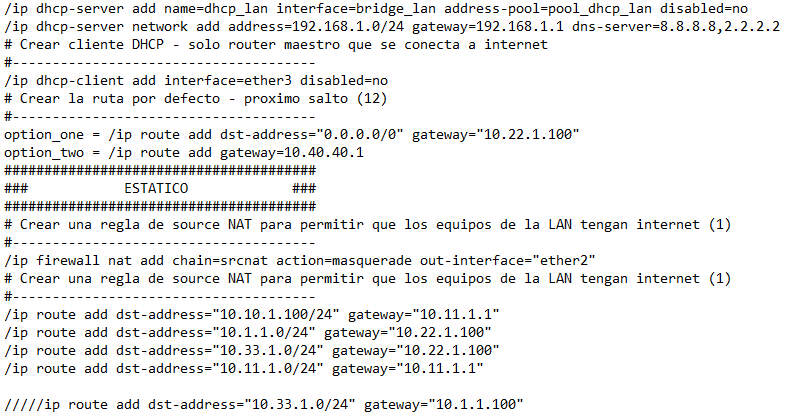 /ip dhcp-server add name=dhcp_lan interface=bridge_lan address-pool=pool_dhcp_lan disabled=no
/ip dhcp-server network add address=192.168.1.0/24 gateway=192.168.1.1 dns-server=8.8.8.8,2.2.2.2
# Crear cliente DHCP - solo router maestro que se conecta a internet
#--------------------------------------
/ip dhcp-client add interface=ether3 disabled=no
# Crear la ruta por defecto - proximo salto (12)
#--------------------------------------
option_one = /ip route add dst-address="0.0.0.0/0" gateway="10.22.1.100"
option_two = /ip route add gateway=10.40.40.1
#######################################
###            ESTATICO             ###
#######################################
# Crear una regla de source NAT para permitir que los equipos de la LAN tengan internet (1)
#--------------------------------------
/ip firewall nat add chain=srcnat action=masquerade out-interface="ether2"
# Crear una regla de source NAT para permitir que los equipos de la LAN tengan internet (1)
#--------------------------------------
/ip route add dst-address="10.10.1.100/24" gateway="10.11.1.1"
/ip route add dst-address="10.1.1.0/24" gateway="10.22.1.100"
/ip route add dst-address="10.33.1.0/24" gateway="10.22.1.100"
/ip route add dst-address="10.11.1.0/24" gateway="10.11.1.1"
/////ip route add dst-address="10.33.1.0/24" gateway="10.1.1.100"